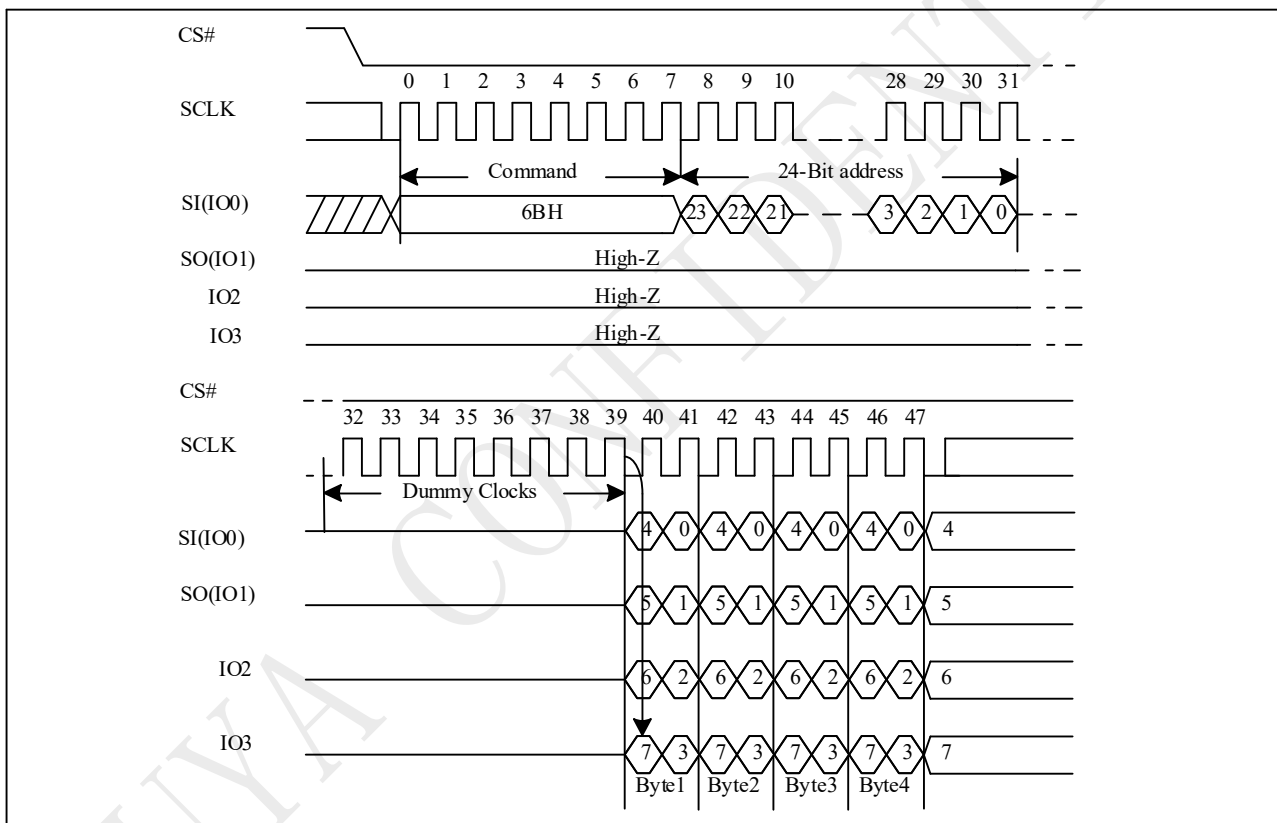 CS#
0 1 2 3 4 5 6 7 8 9 10 28 29 30 31
SCLK
Command 24-Bit address
SI(IO0) 6BH 23 22 21 3 2 1 0
SO(IO1) High-Z
IO2 High-Z
IO3 High-Z
CS#
32 33 34 35 36 37 38 39 40 41 42 43 44 45 46 47
SCLK
Dummy Clocks
SI(IO0) 4 0 4 0 4 0 4 0 4
SO(IO1) 5 1 5 1 5 1 5 1 5
IO2 6 2 6 2 6 2 6 2 6
IO3 7 3 7 3 7 3 7 3 7
Byte1 Byte2 Byte3 Byte4
UYA CONFIDENT